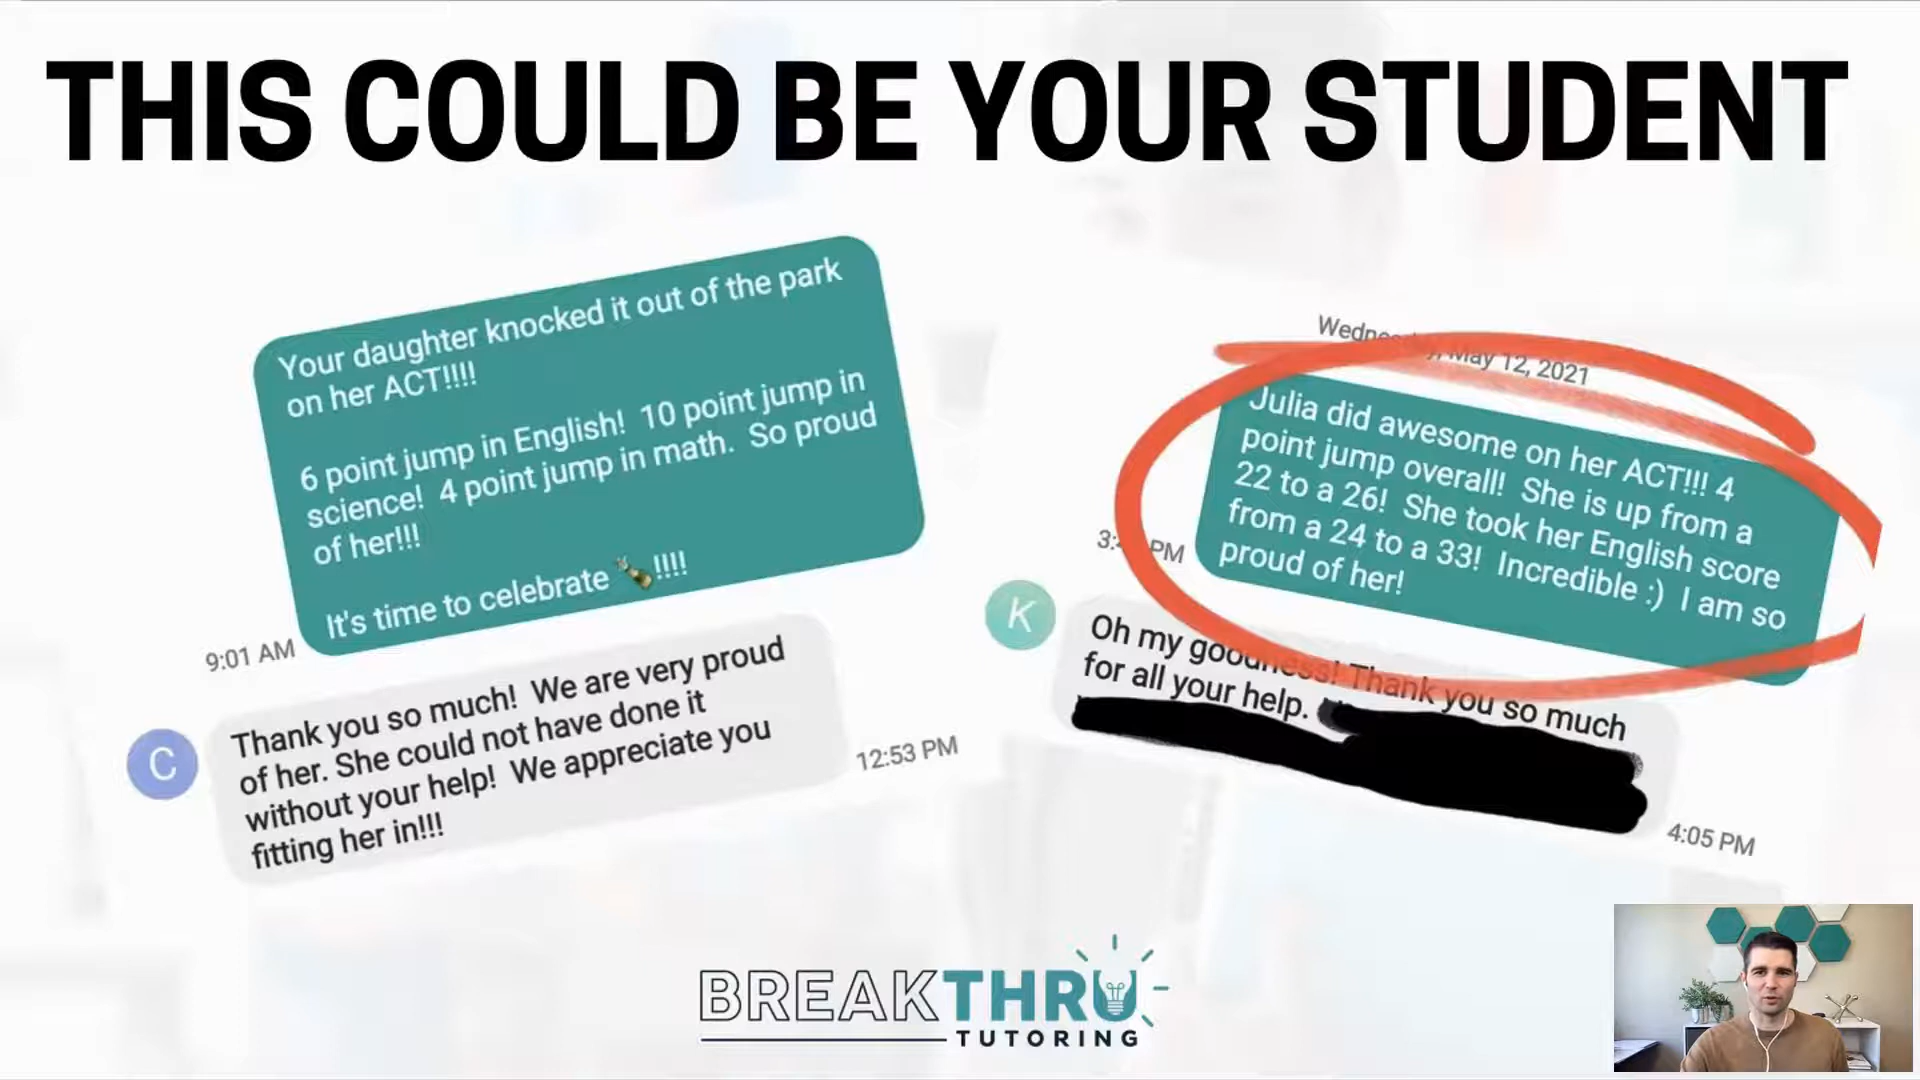 THIS COULD BE YOUR STUDENT
Your daughter knocked it out of the park
on her ACT!!!!
6 point jump in English! 10 point jump in
science! 4 point jump in math. So proud
of her!!!
It's time to celebrate 🍾!!!!
9:01 AM
C
Thank you so much! We are very proud
of her. She could not have done it
without your help! We appreciate you
fitting her in!!!
12:53 PM
May 12, 2021
Julia did awesome on her ACT!!! 4
point jump overall! She is up from a
22 to a 26! She took her English score
from a 24 to a 33! Incredible :) I am so
proud of her!
PM
K
Oh my goodness! Thank you so much
for all your help.
4:05 PM
BREAKTHRU
TUTORING